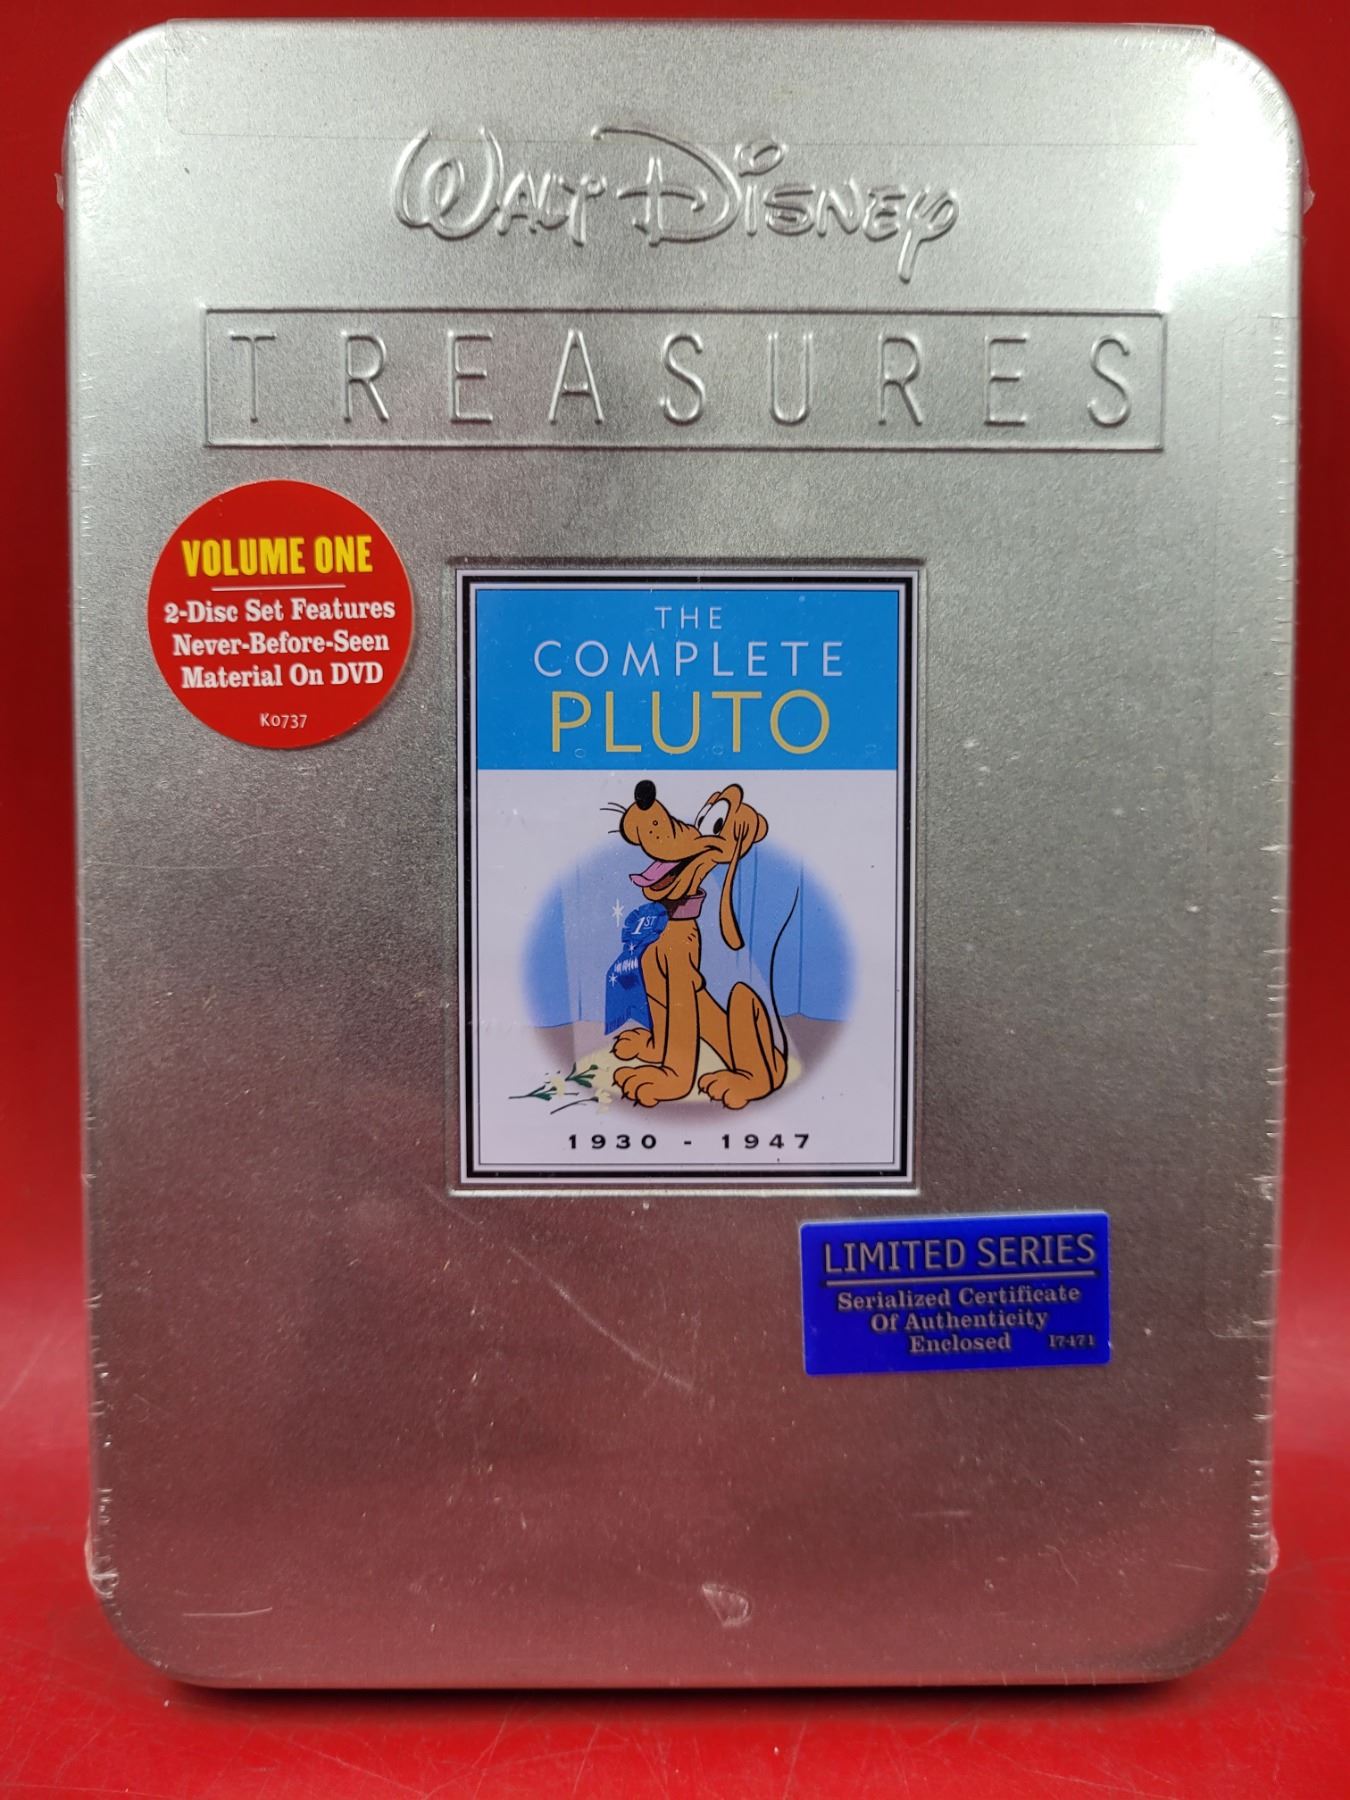 WALT DISNEY
TREASURES
VOLUME ONE
2-Disc Set Features
Never-Before-Seen
Material On DVD
K0737
THE
COMPLETE
PLUTO
1ST
1930 - 1947
LIMITED SERIES
Serialized Certificate
Of Authenticity
Enclosed 17471